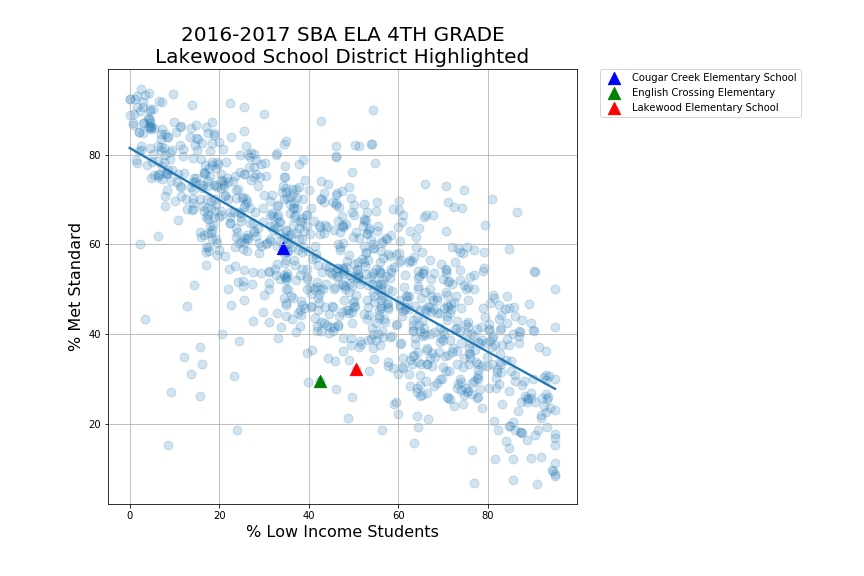 2016-2017 SBA ELA 4TH GRADE
Lakewood School District Highlighted
Cougar Creek Elementary School
English Crossing Elementary
Lakewood Elementary School
% Met Standard
80
60
40
20
0 20 40 60 80
% Low Income Students